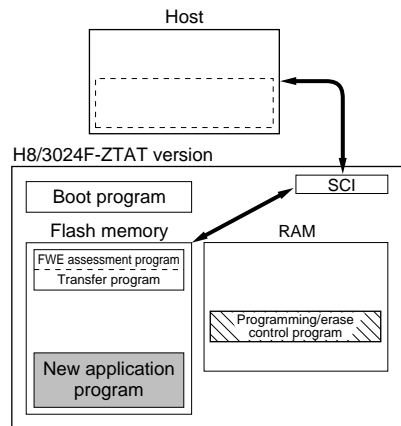 Host
H8/3024F-ZTAT version
SCI
Boot program
Flash memory
RAM
FWE assessment program
Transfer program
Programming/erase
control program
New application
program